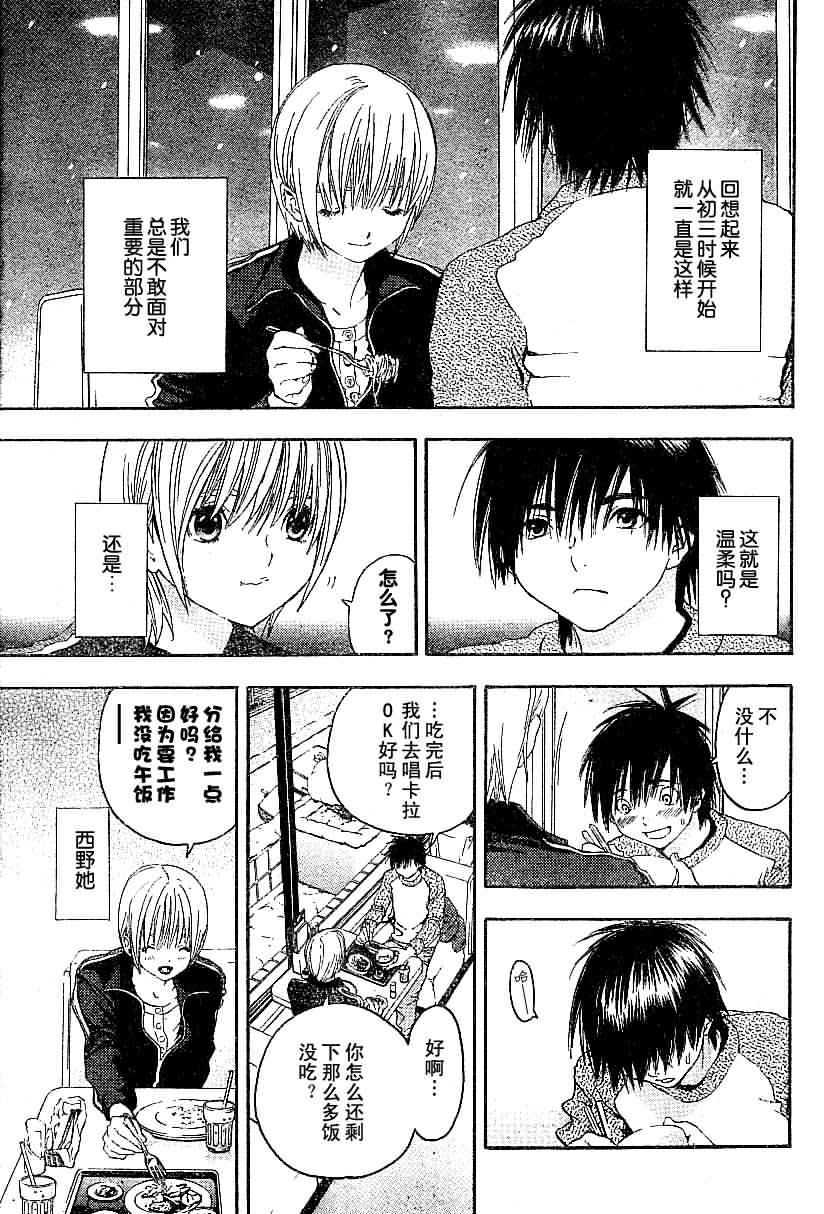 回想起来
从初三时候开始
就一直是这样
我们
总是不敢面对
重要的部分
这就是
温柔吗?
怎么了?
还是…
不
没什么…
哈
…吃完后
我们去唱卡拉
OK好吗?
好啊…
你怎么还剩
下那么多饭
没吃?
分给我一点
好吗?
因为要工作
我没吃午饭
——
西野她